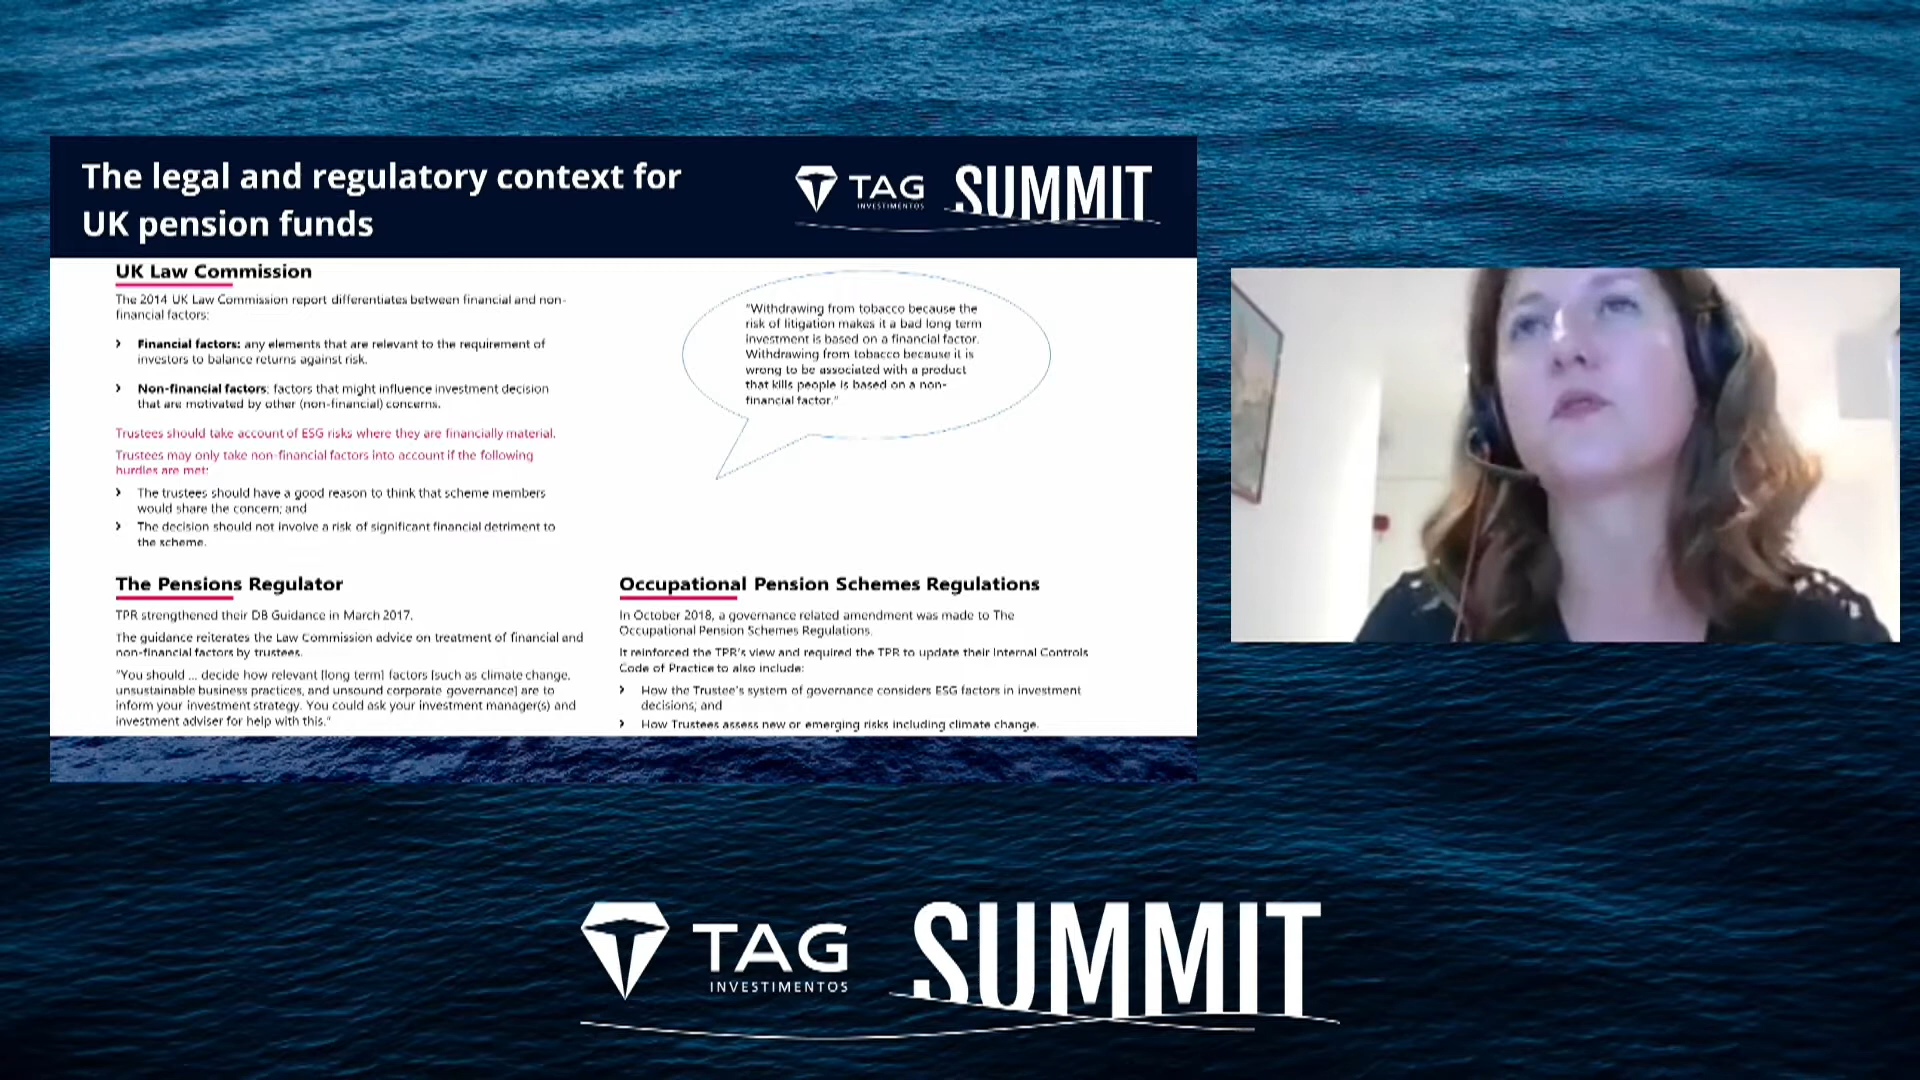 The legal and regulatory context for
UK pension funds
TAG
INVESTIMENTOS
SUMMIT
UK Law Commission
The 2014 UK Law Commission report differentiates between financial and non-
financial factors:
Financial factors: any elements that are relevant to the requirement of
investors to balance returns against risk.
Non-financial factors: factors that might influence investment decision
that are motivated by other (non-financial) concerns.
Trustees should take account of ESG risks where they are financially material.
Trustees may only take non-financial factors into account if the following
hurdles are met:
The trustees should have a good reason to think that scheme members
would share the concern; and
The decision should not involve a risk of significant financial detriment to
the scheme.
"Withdrawing from tobacco because the
risk of litigation makes it a bad long term
investment is based on a financial factor.
Withdrawing from tobacco because it is
wrong to be associated with a product
that kills people is based on a non-
financial factor."
The Pensions Regulator
TPR strengthened their DB Guidance in March 2017.
The guidance reiterates the Law Commission advice on treatment of financial and
non-financial factors by trustees.
"You should ... decide how relevant [long term] factors [such as climate change,
unsustainable business practices, and unsound corporate governance] are to
inform your investment strategy. You could ask your investment manager(s) and
investment adviser for help with this."
Occupational Pension Schemes Regulations
In October 2018, a governance related amendment was made to The
Occupational Pension Schemes Regulations.
It reinforced the TPR's view and required the TPR to update their Internal Controls
Code of Practice to also include:
How the Trustee's system of governance considers ESG factors in investment
decisions; and
How Trustees assess new or emerging risks including climate change.
TAG
INVESTIMENTOS
SUMMIT